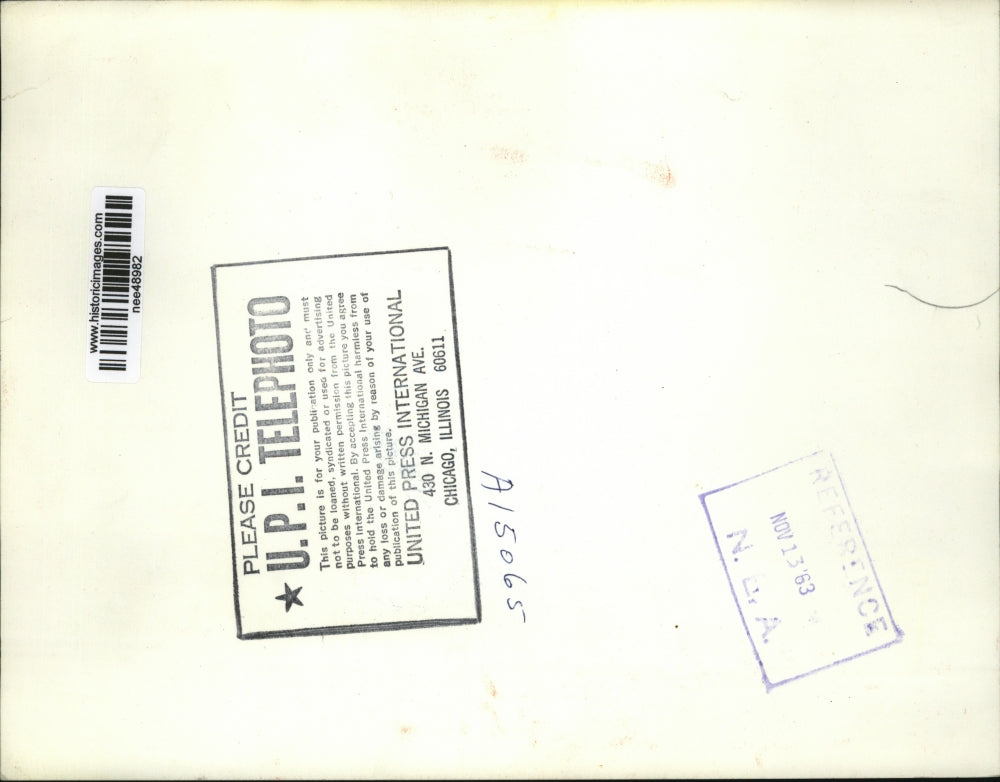 www.historicimages.com
nee48982
PLEASE CREDIT
★ U.P.I. TELEPHOTO
This picture is for your publication only and must
not to be loaned, syndicated or used for advertising
purposes without written permission from the United
Press International. By accepting this picture you agree
to hold the United Press International harmless from
any loss or damage arising by reason of your use of
publication of this picture.
UNITED PRESS INTERNATIONAL
430 N. MICHIGAN AVE.
CHICAGO, ILLINOIS 60611
A15065
REFERENCE
NOV 13 '63
N. E. A.